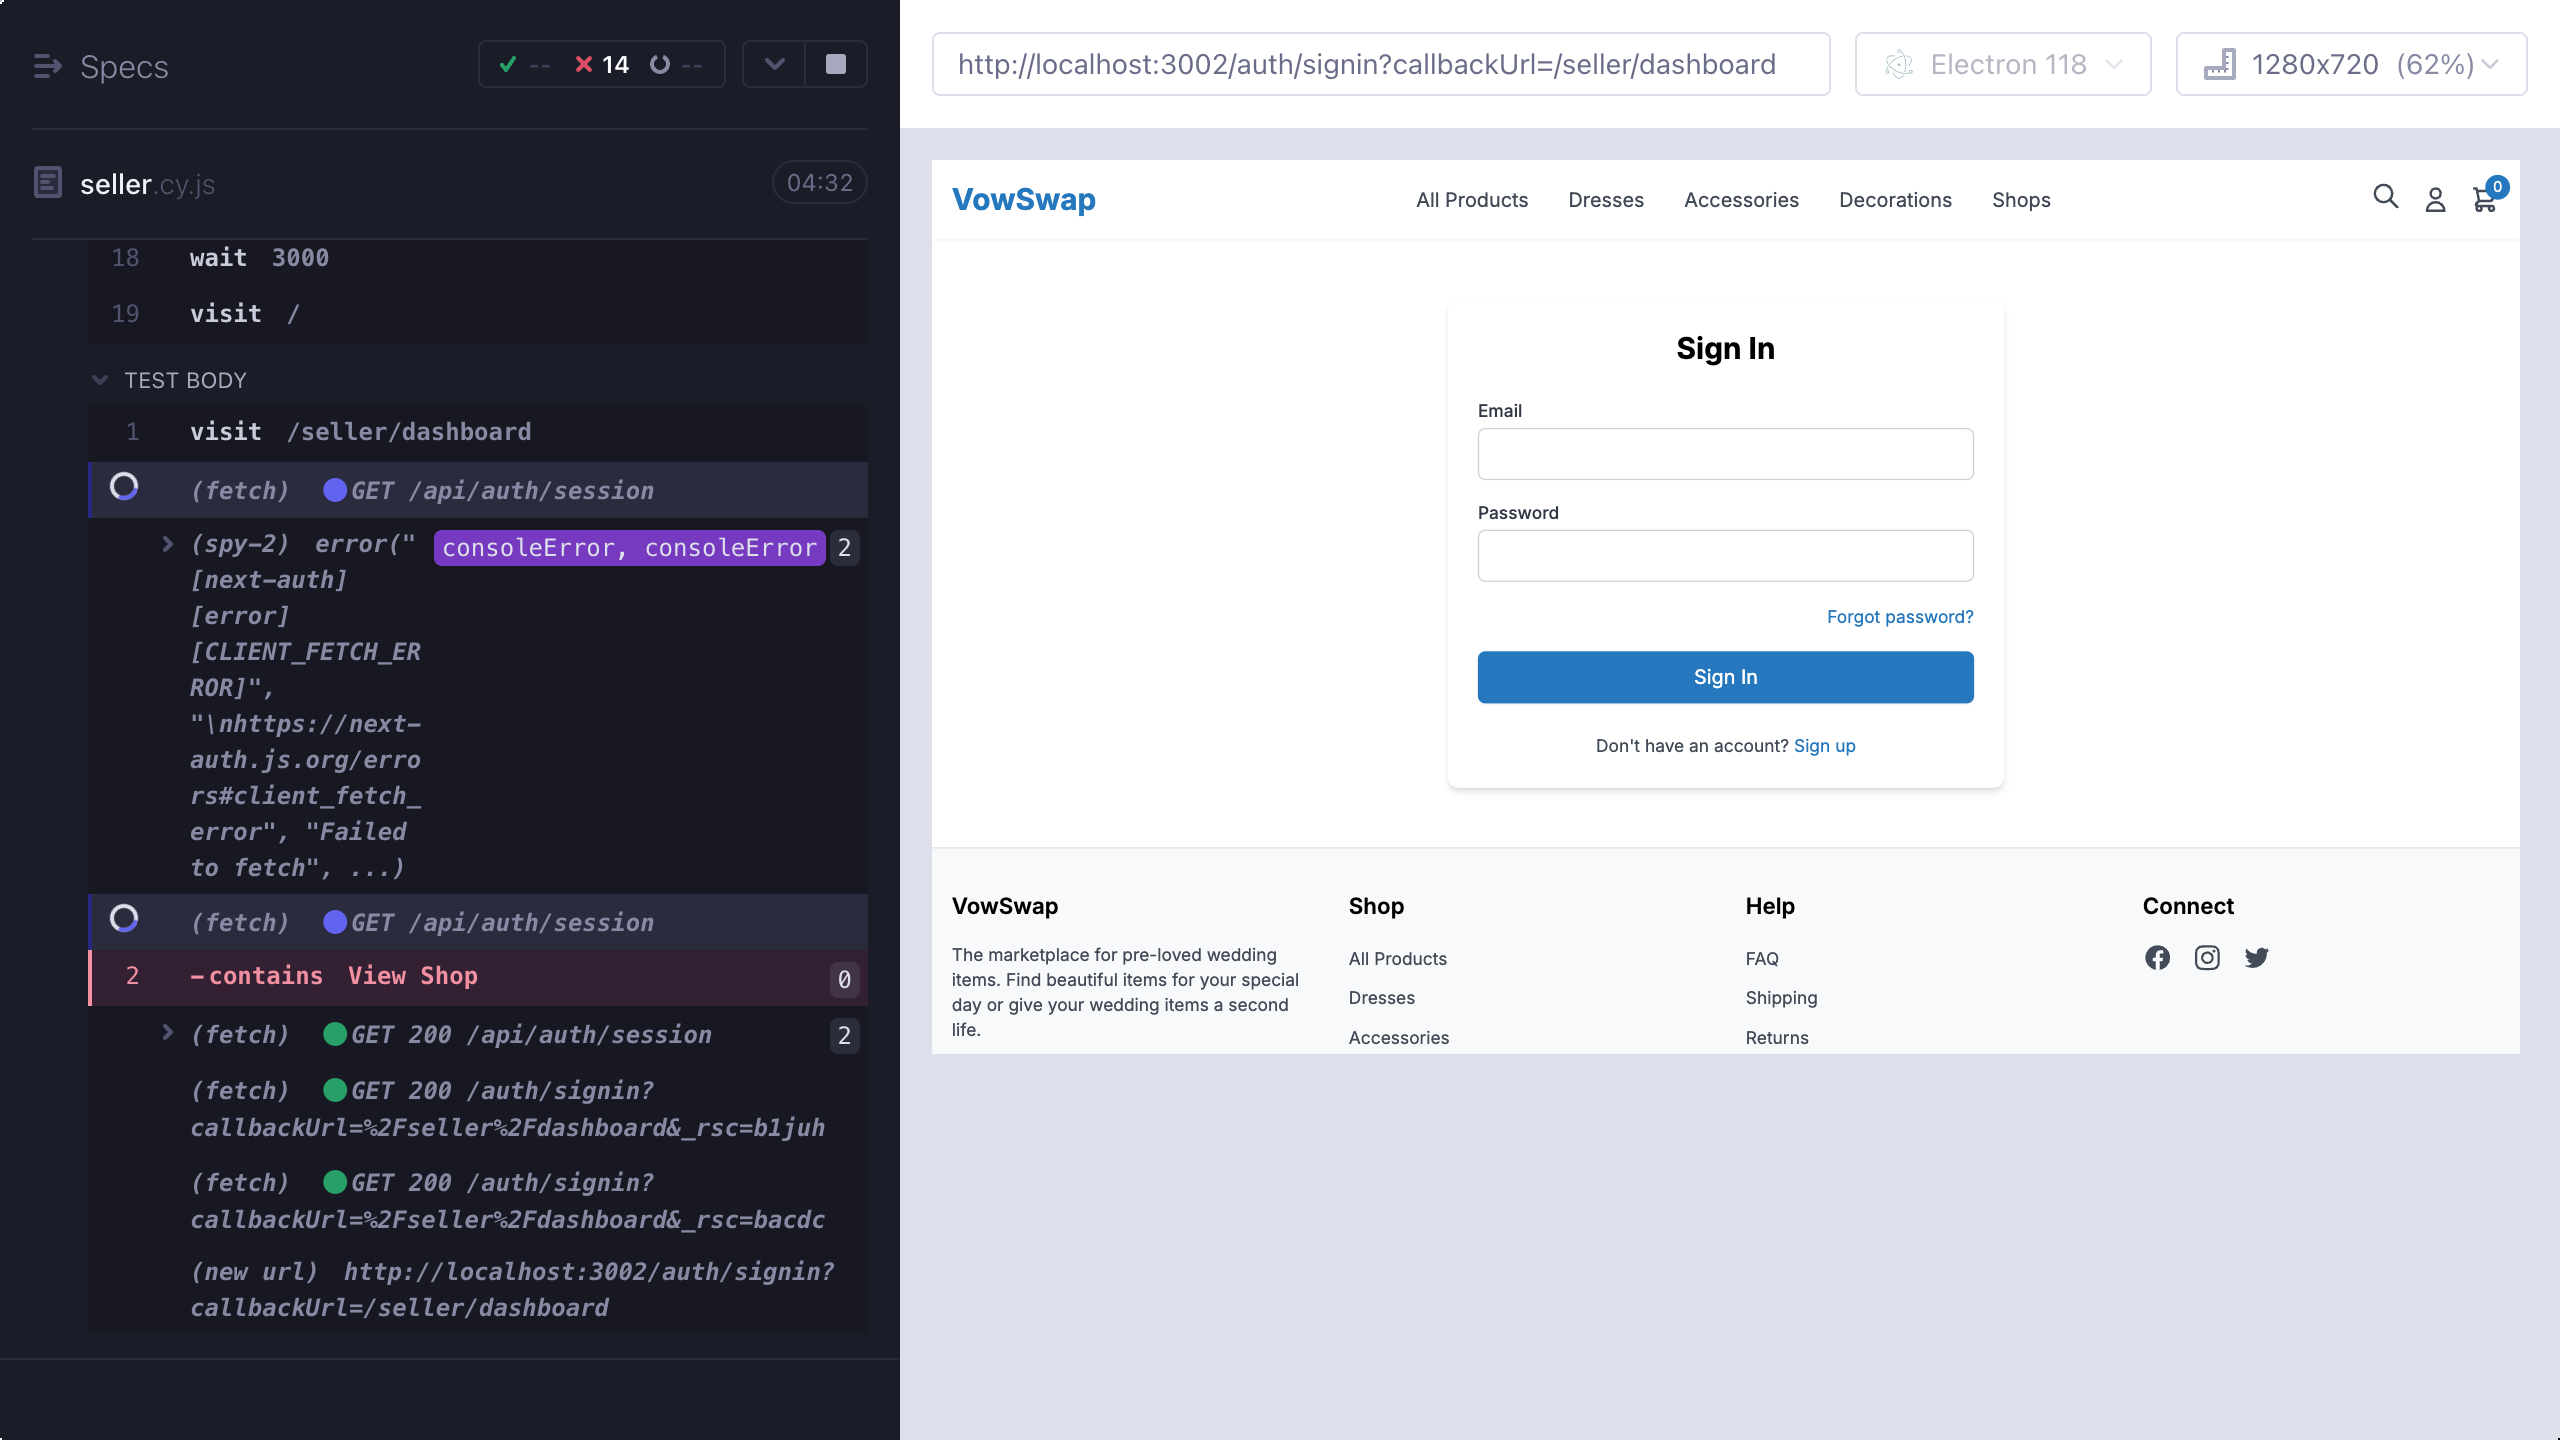 Specs
-- 14 --
seller.cy.js
04:32
18 wait 3000
19 visit /
TEST BODY
1 visit /seller/dashboard
(fetch) GET /api/auth/session
(spy-2) error(" consoleError, consoleError 2
[next-auth]
[error]
[CLIENT_FETCH_ER
ROR]",
"\nhttps://next-
auth.js.org/erro
rs#client_fetch_
error", "Failed
to fetch", ...)
(fetch) GET /api/auth/session
2 -contains View Shop 0
(fetch) GET 200 /api/auth/session 2
(fetch) GET 200 /auth/signin?
callbackUrl=%2Fseller%2Fdashboard&_rsc=b1juh
(fetch) GET 200 /auth/signin?
callbackUrl=%2Fseller%2Fdashboard&_rsc=bacdc
(new url) http://localhost:3002/auth/signin?
callbackUrl=/seller/dashboard
http://localhost:3002/auth/signin?callbackUrl=/seller/dashboard
Electron 118
1280x720 (62%)
VowSwap
All Products Dresses Accessories Decorations Shops
0
Sign In
Email
Password
Forgot password?
Sign In
Don't have an account? Sign up
VowSwap
The marketplace for pre-loved wedding
items. Find beautiful items for your special
day or give your wedding items a second
life.
Shop
All Products
Dresses
Accessories
Help
FAQ
Shipping
Returns
Connect